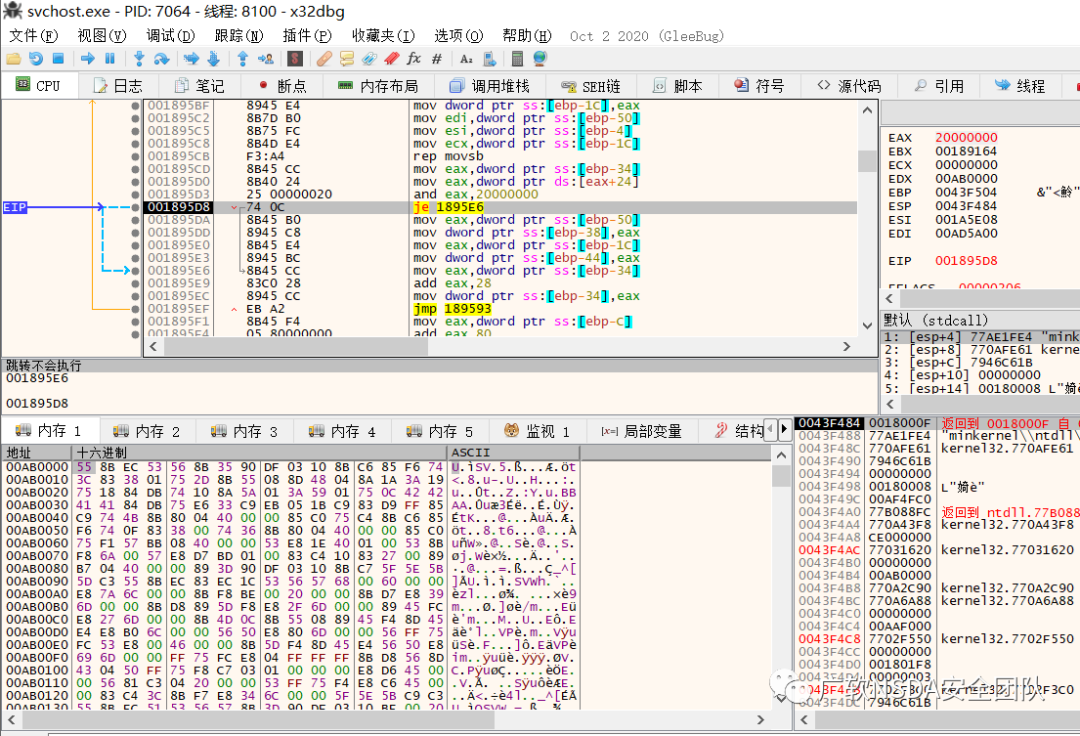 svchost.exe - PID: 7064 - 线程: 8100 - x32dbg
文件(F) 视图(V) 调试(D) 跟踪(N) 插件(P) 收藏夹(I) 选项(O) 帮助(H) Oct 2 2020 (GleeBug)
CPU 日志 笔记 断点 内存布局 调用堆栈 SEH链 脚本 符号 源代码 引用 线程
001895BF 8945 E4 mov dword ptr ss:[ebp-1C],eax
001895C2 8B7D B0 mov edi,dword ptr ss:[ebp-50]
001895C5 8B75 FC mov esi,dword ptr ss:[ebp-4]
001895C8 8B4D E4 mov ecx,dword ptr ss:[ebp-1C]
001895CB F3:A4 rep movsb
001895CD 8B45 CC mov eax,dword ptr ss:[ebp-34]
001895D0 8B40 24 mov eax,dword ptr ds:[eax+24]
001895D3 25 00000020 and eax,20000000
EIP 001895D8 74 0C je 1895E6
001895DA 8B45 B0 mov eax,dword ptr ss:[ebp-50]
001895DD 8945 C8 mov dword ptr ss:[ebp-38],eax
001895E0 8B45 E4 mov eax,dword ptr ss:[ebp-1C]
001895E3 8945 BC mov dword ptr ss:[ebp-44],eax
001895E6 8B45 CC mov eax,dword ptr ss:[ebp-34]
001895E9 83C0 28 add eax,28
001895EC 8945 CC mov dword ptr ss:[ebp-34],eax
001895EF EB A2 jmp 189593
001895F1 8B45 F4 mov eax,dword ptr ss:[ebp-C]
001895F4 05 80000000 add eax,80
EAX 20000000
EBX 00189164
ECX 00000000
EDX 00AB0000
EBP 0043F504 &"<齡"
ESP 0043F484
ESI 001A5E08
EDI 00AD5A00
EIP 001895D8
EFLAGS 00000206
默认 (stdcall)
1: [esp+4] 77AE1FE4 "mink
2: [esp+8] 770AFE61 kerne
3: [esp+C] 7946C61B
4: [esp+10] 00000000
5: [esp+14] 00180008 L"
跳转不会执行
001895E6
001895D8
内存 1 内存 2 内存 3 内存 4 内存 5 监视 1 局部变量 结构
地址 十六进制 ASCII
00AB0000 55 8B EC 53 56 8B 35 90 DF 03 10 8B C6 85 F6 74 U.ìSV.5.ß...Æ.öt
00AB0010 3C 83 38 01 75 2D 8B 55 08 8D 48 04 8A 1A 3A 19 <.8.u-.U..H...:.
00AB0020 75 18 84 DB 74 10 8A 5A 01 3A 59 01 75 0C 42 42 u..Ût..Z.:Y.u.BB
00AB0030 41 41 84 DB 75 E6 33 C9 EB 05 1B C9 83 D9 FF 85 AA.Ûuæ3Éë..É.Ùÿ.
00AB0040 C9 74 4B 8B 80 04 40 00 00 85 C0 75 C4 8B C6 85 ÉtK...@...ÀuÄ.Æ.
00AB0050 F6 74 0F 83 38 00 74 36 8B 80 04 40 00 00 85 C0 öt..8.t6...@...À
00AB0060 75 F1 57 BB 08 40 00 00 53 E8 1E 40 01 00 53 8B uñW».@..Sè.@..S.
00AB0070 F8 6A 00 57 E8 D7 BD 01 00 83 C4 10 83 27 00 89 øj.Wè×½...Ä..'..
00AB0080 B7 04 40 00 00 89 3D 90 DF 03 10 8B C7 5F 5E 5B ·.@...=.ß...Ç_^[
00AB0090 5D C3 55 8B EC 83 EC 1C 53 56 57 68 00 60 00 00 ]ÃU.ì.ì.SVWh.`..
00AB00A0 E8 7A 6C 00 00 8B F8 BE 00 20 00 00 8B D7 E8 39 èzl...ø¾. ...×è9
00AB00B0 6D 00 00 8B D8 89 5D F8 E8 2F 6D 00 00 89 45 FC m...Ø.]øè/m...Eü
00AB00C0 E8 27 6D 00 00 8B 4D 0C 8B 55 08 89 45 F4 8D 45 è'm...M..U..Eô.E
00AB00D0 E4 E8 B0 6C 00 00 56 50 E8 80 6D 00 00 56 FF 75 äè°l..VPè.m..Vÿu
00AB00E0 FC 53 E8 00 46 00 00 8B 5D F4 8D 45 E4 56 50 E8 üSè.F...]ô.EäVPè
00AB00F0 69 6D 00 00 FF 75 FC E8 04 FF FF FF 8B D8 56 8D im..ÿuüè.ÿÿÿ.ØV.
00AB0100 43 04 50 FF 75 F8 C7 03 01 00 00 00 E8 D6 45 00 C.PÿuøÇ.....èÖE.
00AB0110 00 56 81 C3 04 20 00 00 53 FF 75 F4 E8 C6 45 00 .V.Ã. ..SÿuôèÆE.
00AB0120 00 83 C4 3C 8B F7 E8 34 6C 00 00 5F 5E 5B C9 C3 ..Ä<.÷è4l.._^[ÉÃ
0043F484 0018000F 返回到 0018000F 自
0043F488 77AE1FE4 "minkernel\\ntdll\
0043F48C 770AFE61 kernel32.770AFE61
0043F490 7946C61B
0043F494 00000000
0043F498 00180008 L"
0043F49C 00AF4FC0
0043F4A0 77B088FC 返回到 ntdll.77B088
0043F4A4 770A43F8 kernel32.770A43F8
0043F4A8 CE000000
0043F4AC 77031620 kernel32.77031620
0043F4B0 00000000
0043F4B4 00AB0000
0043F4B8 770A2C90 kernel32.770A2C90
0043F4BC 770A6A88 kernel32.770A6A88
0043F4C0 00000000
0043F4C4 00AAF000
0043F4C8 7702F550 kernel32.7702F550
0043F4CC 00000000
0043F4D0 001801F8
0043F4D4 00000003
0043F4DC 7946C61B
广软NSDA安全团队